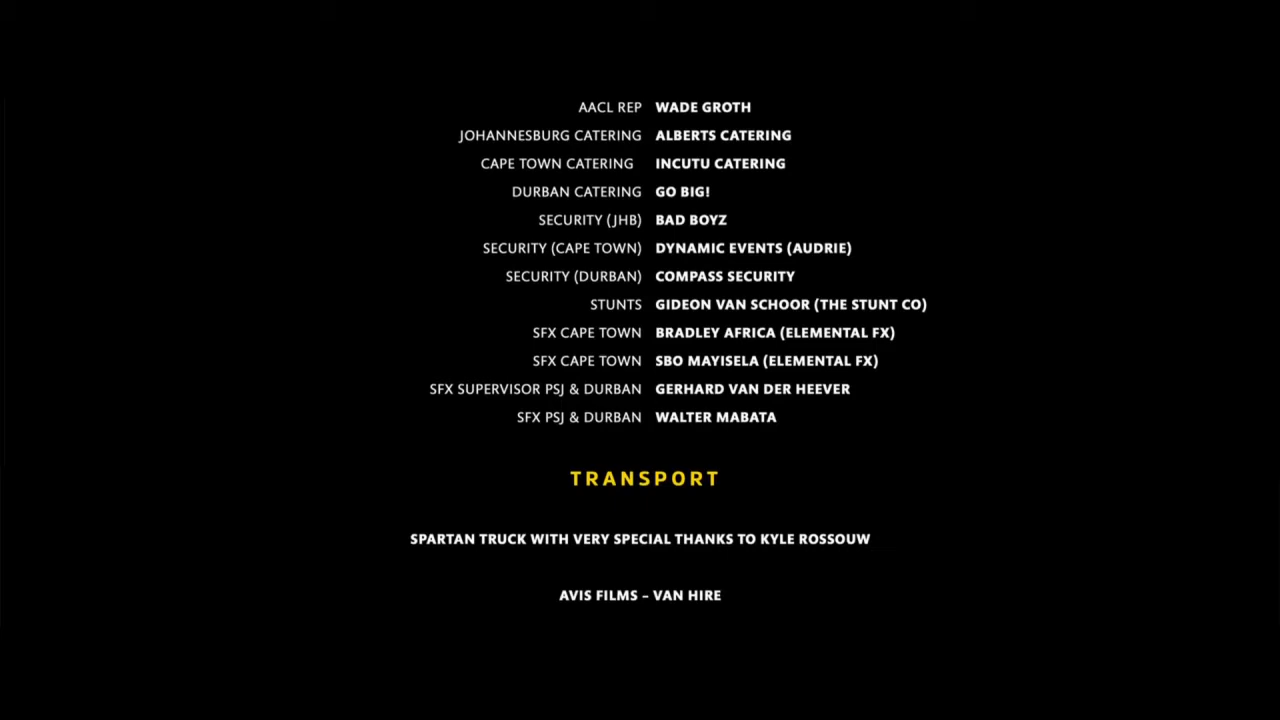 AACL REP WADE GROTH
JOHANNESBURG CATERING ALBERTS CATERING
CAPE TOWN CATERING INCUTU CATERING
DURBAN CATERING GO BIG!
SECURITY (JHB) BAD BOYZ
SECURITY (CAPE TOWN) DYNAMIC EVENTS (AUDRIE)
SECURITY (DURBAN) COMPASS SECURITY
STUNTS GIDEON VAN SCHOOR (THE STUNT CO)
SFX CAPE TOWN BRADLEY AFRICA (ELEMENTAL FX)
SFX CAPE TOWN SBO MAYISELA (ELEMENTAL FX)
SFX SUPERVISOR PSJ & DURBAN GERHARD VAN DER HEEVER
SFX PSJ & DURBAN WALTER MABATA
TRANSPORT
SPARTAN TRUCK WITH VERY SPECIAL THANKS TO KYLE ROSSOUW
AVIS FILMS – VAN HIRE